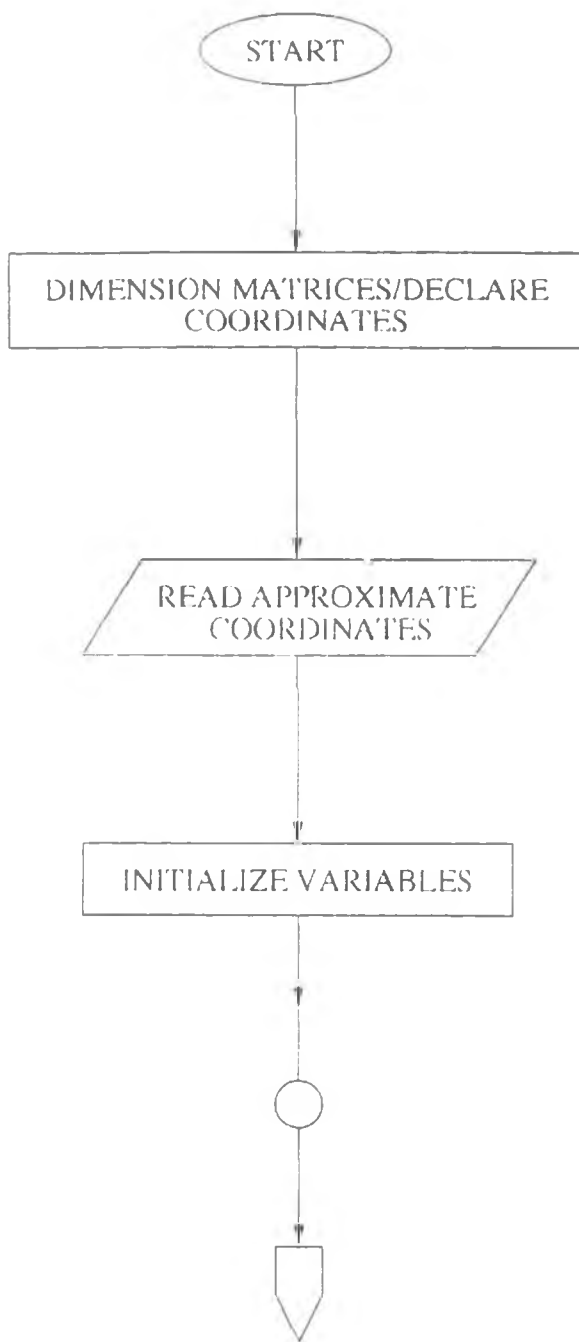 START
DIMENSION MATRICES/DECLARE
COORDINATES
READ APPROXIMATE
COORDINATES
INITIALIZE VARIABLES